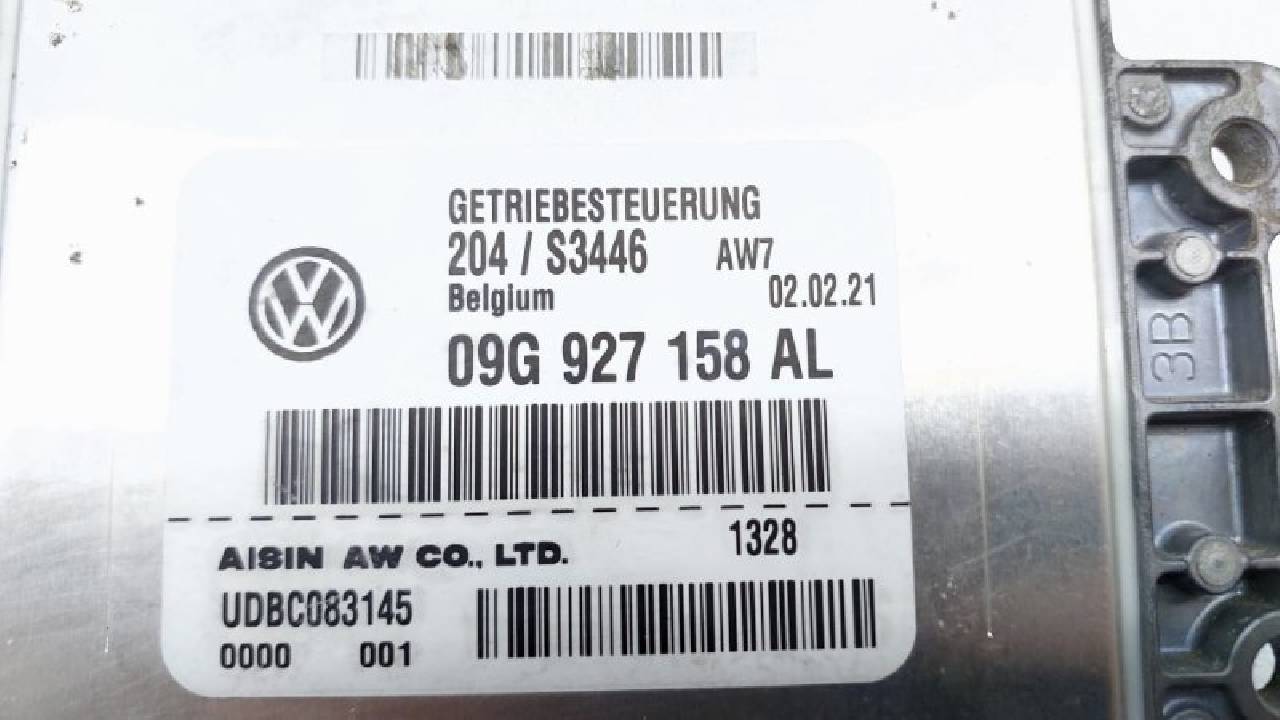 GETRIEBESTEUERUNG
204 / S3446 AW7
Belgium 02.02.21
09G 927 158 AL
AISIN AW CO., LTD. 1328
UDBC083145
0000 001
3B